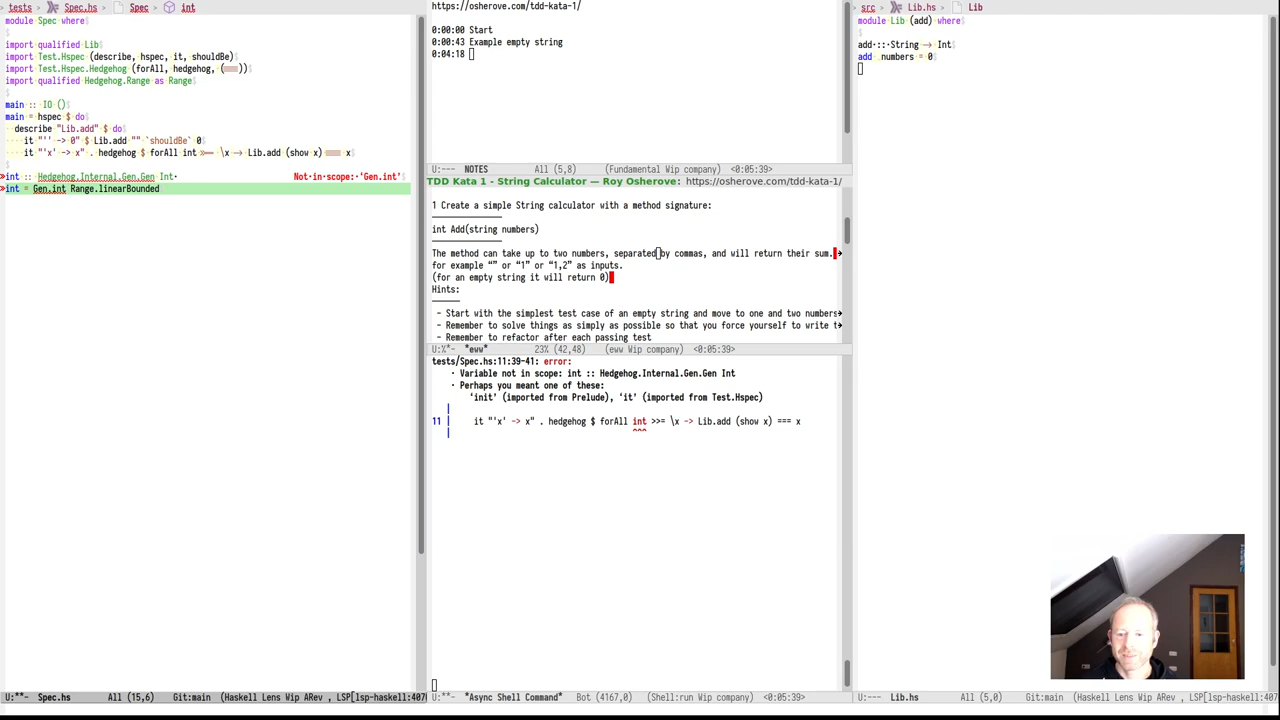 tests > Spec.hs > Spec > int
module Spec where$
$
import qualified Lib$
import Test.Hspec (describe, hspec, it, shouldBe)$
import Test.Hspec.Hedgehog (forAll, hedgehog, (===))$
import qualified Hedgehog.Range as Range$
$
main :: IO ()$
main = hspec $ do$
describe "Lib.add" $ do$
it "'' -> 0" $ Lib.add "" `shouldBe` 0$
it "'x' -> x" . hedgehog $ forAll int >>= \x → Lib.add (show x) === x$
$
int :: Hedgehog.Internal.Gen.Gen Int· Not·in·scope:·‘Gen.int’$
int = Gen.int Range.linearBounded
U:**- Spec.hs All (15,6) Git:main (Haskell Lens Wip ARev , LSP[lsp-haskell:407
https://osherove.com/tdd-kata-1/
0:00:00 Start
0:00:43 Example empty string
0:04:18
U:--- NOTES All (5,8) (Fundamental Wip company) <0:05:39>
TDD Kata 1 - String Calculator — Roy Osherove: https://osherove.com/tdd-kata-1/
1 Create a simple String calculator with a method signature:
int Add(string numbers)
The method can take up to two numbers, separated by commas, and will return their sum.
for example “” or “1” or “1,2” as inputs.
(for an empty string it will return 0)
Hints:
- Start with the simplest test case of an empty string and move to one and two numbers
- Remember to solve things as simply as possible so that you force yourself to write t
- Remember to refactor after each passing test
U:%*- *eww* 23% (42,48) (eww Wip company) <0:05:39>
tests/Spec.hs:11:39-41: error:
• Variable not in scope: int :: Hedgehog.Internal.Gen.Gen Int
• Perhaps you meant one of these:
‘init’ (imported from Prelude), ‘it’ (imported from Test.Hspec)
|
11 | it "'x' -> x" . hedgehog $ forAll int >>= \x -> Lib.add (show x) === x
| ^^^
U:**- *Async Shell Command* Bot (4167,0) (Shell:run Wip company) <0:05:39>
src > Lib.hs > Lib
module Lib (add) where$
$
add :: String → Int$
add _numbers = 0$
U:--- Lib.hs All (5,0) Git:main (Haskell Lens Wip ARev , LSP[lsp-haskell:407